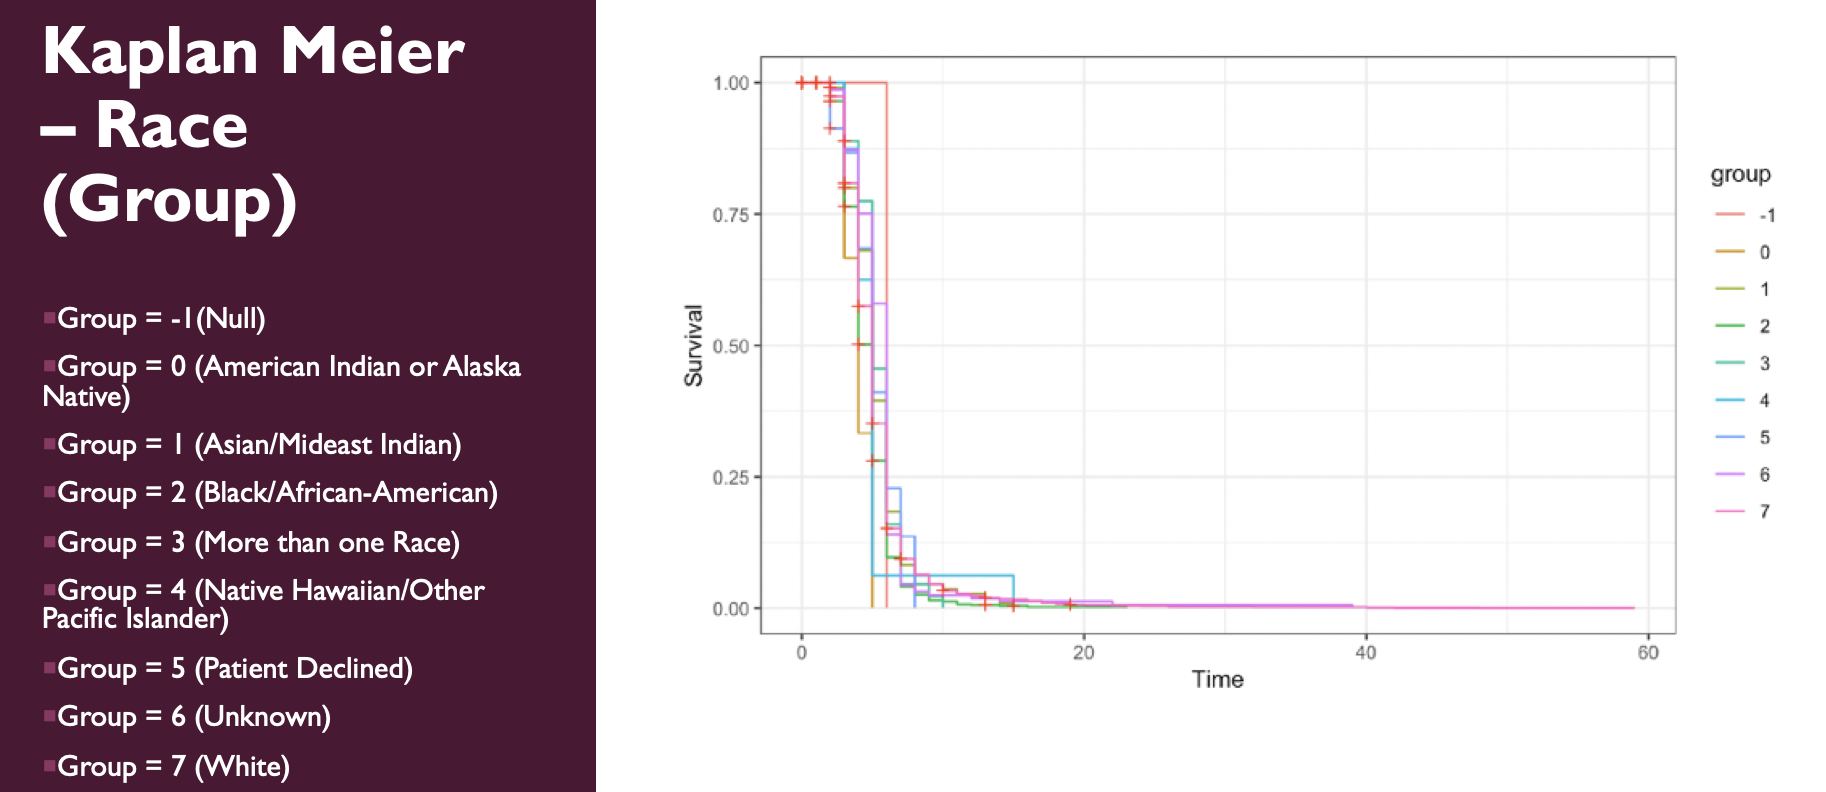 Kaplan Meier
– Race
(Group)
Group = -1(Null)
Group = 0 (American Indian or Alaska
Native)
Group = 1 (Asian/Mideast Indian)
Group = 2 (Black/African-American)
Group = 3 (More than one Race)
Group = 4 (Native Hawaiian/Other
Pacific Islander)
Group = 5 (Patient Declined)
Group = 6 (Unknown)
Group = 7 (White)
1.00
0.75
0.50
0.25
0.00
Survival
0 20 40 60
Time
group
-1
0
1
2
3
4
5
6
7